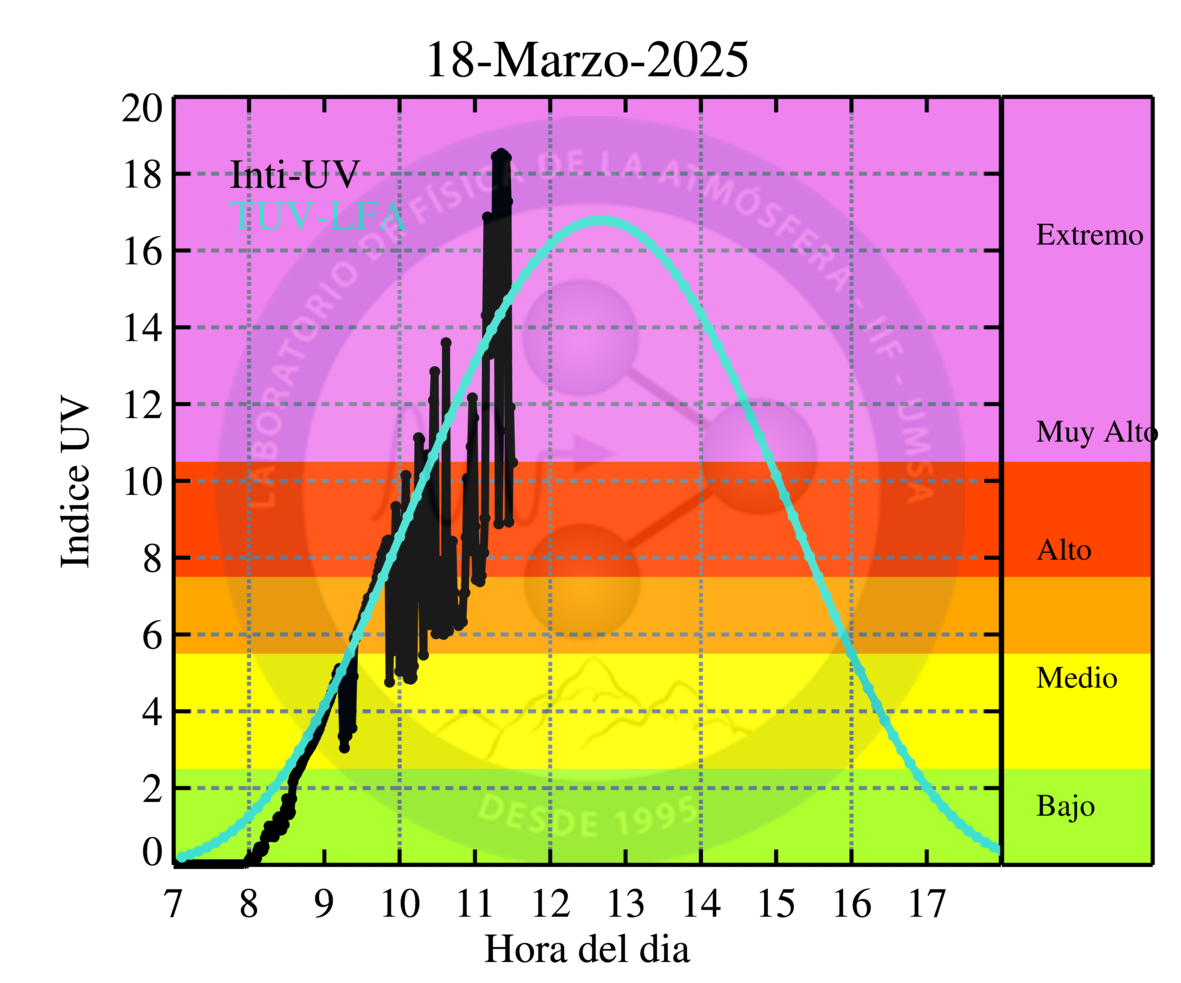 18-Marzo-2025
Inti-UV
TUV-LFA
LABORATORIO DE FÍSICA DE LA ATMÓSFERA - IIF - UMSA
DESDE 1995
Indice UV
20
18
16
14
12
10
8
6
4
2
0
Extremo
Muy Alto
Alto
Medio
Bajo
7 8 9 10 11 12 13 14 15 16 17
Hora del dia